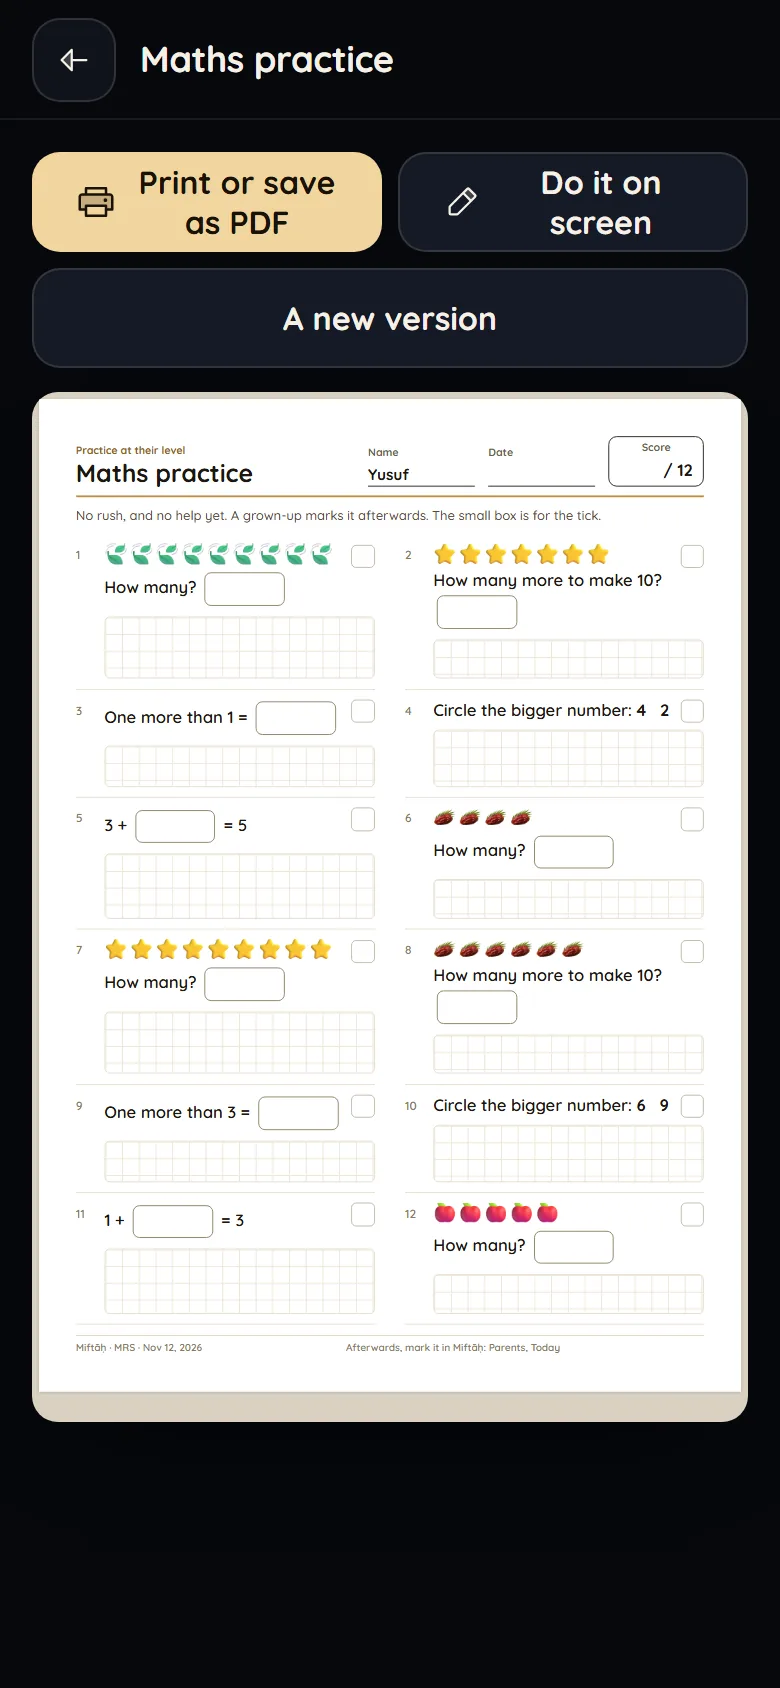 Maths practice
Print or save
as PDF
Do it on
screen
A new version
Practice at their level
Maths practice
Name
Yusuf
Date
Score
/ 12
No rush, and no help yet. A grown-up marks it afterwards. The small box is for the tick.
1
How many?
2
How many more to make 10?
3 One more than 1 =
4 Circle the bigger number: 4 2
5 3 + = 5
6
How many?
7
How many?
8
How many more to make 10?
9 One more than 3 =
10 Circle the bigger number: 6 9
11 1 + = 3
12
How many?
Miftāḥ · MRS · Nov 12, 2026
Afterwards, mark it in Miftāḥ: Parents, Today